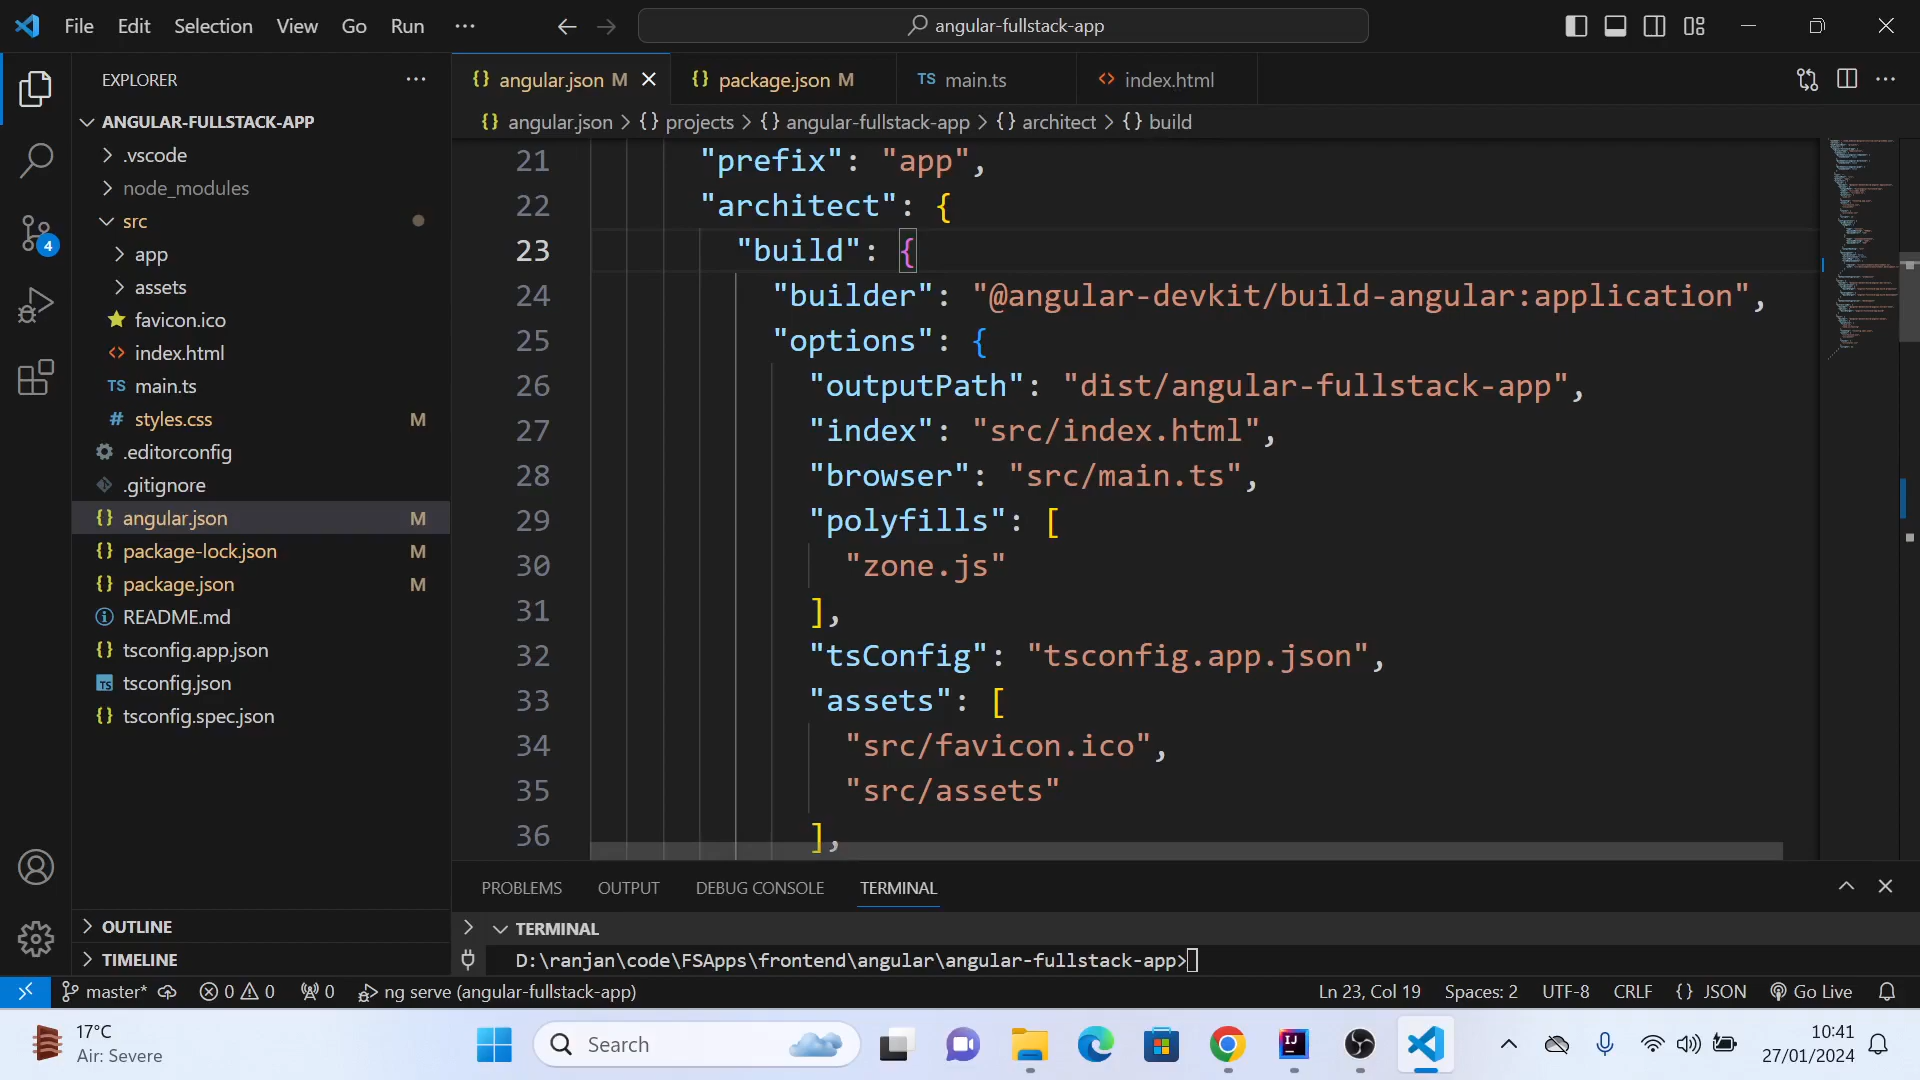 File Edit Selection View Go Run
angular-fullstack-app
EXPLORER
ANGULAR-FULLSTACK-APP
.vscode
node_modules
src
app
assets
favicon.ico
index.html
TS main.ts
# styles.css M
.editorconfig
.gitignore
{} angular.json M
{} package-lock.json M
{} package.json M
README.md
{} tsconfig.app.json
TS tsconfig.json
{} tsconfig.spec.json
OUTLINE
TIMELINE
4
{} angular.json M
{} package.json M
TS main.ts
<> index.html
{} angular.json > {} projects > {} angular-fullstack-app > {} architect > {} build
21 "prefix": "app",
22 "architect": {
23 "build": {
24 "builder": "@angular-devkit/build-angular:application",
25 "options": {
26 "outputPath": "dist/angular-fullstack-app",
27 "index": "src/index.html",
28 "browser": "src/main.ts",
29 "polyfills": [
30 "zone.js"
31 ],
32 "tsConfig": "tsconfig.app.json",
33 "assets": [
34 "src/favicon.ico",
35 "src/assets"
36 ],
PROBLEMS OUTPUT DEBUG CONSOLE TERMINAL
TERMINAL
D:\ranjan\code\FSApps\frontend\angular\angular-fullstack-app>
master* 0 0 0 ng serve (angular-fullstack-app) Ln 23, Col 19 Spaces: 2 UTF-8 CRLF {} JSON Go Live
17°C
Air: Severe
Search
IJ
10:41
27/01/2024